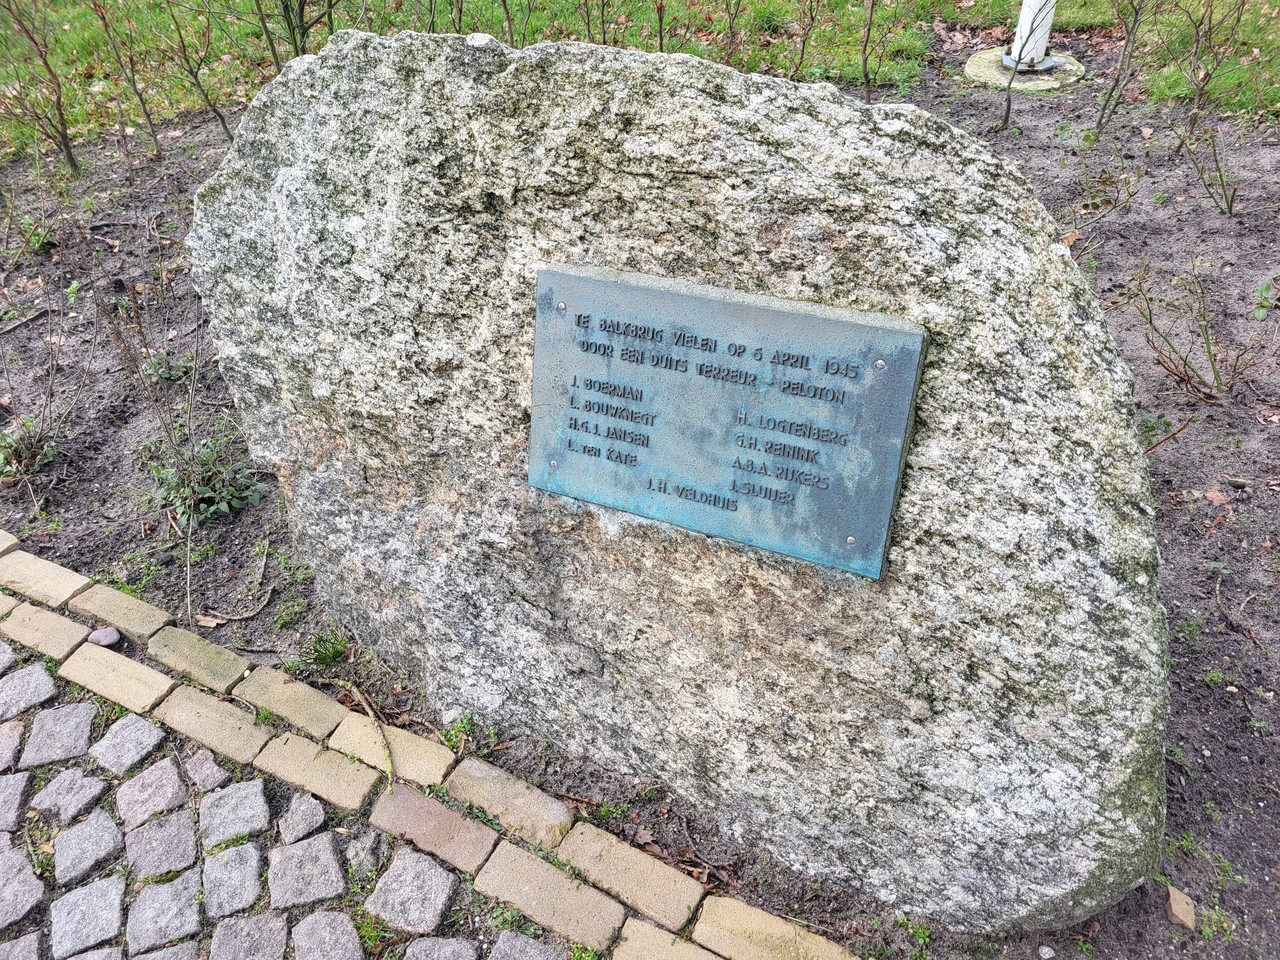 TE BALKBRUG VIELEN OP 6 APRIL 1945
DOOR EEN DUITS TERREUR - PELOTON
J. BOERMAN
L. BOUWKNEGT
H.G.J. JANSEN
L. TEN KATE
H. LOGTENBERG
G.H. REININK
A.B.A. RIJKERS
J. SLUIJER
J.H. VELDHUIS